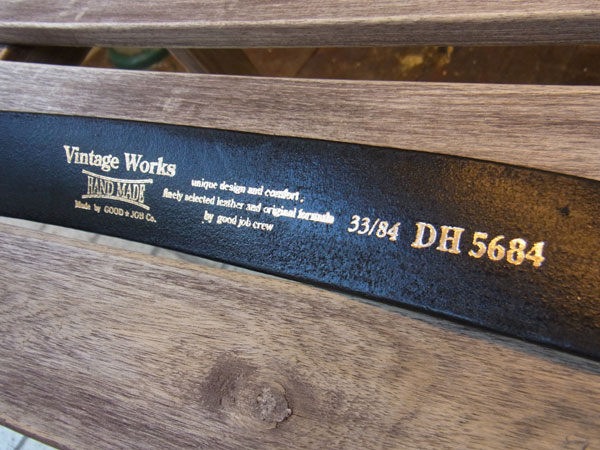 Vintage Works
HAND MADE
Made by GOOD & JOB Co.
unique design and comfort .
finely selected leather and original formula
by good job crew
33/84 DH 5684